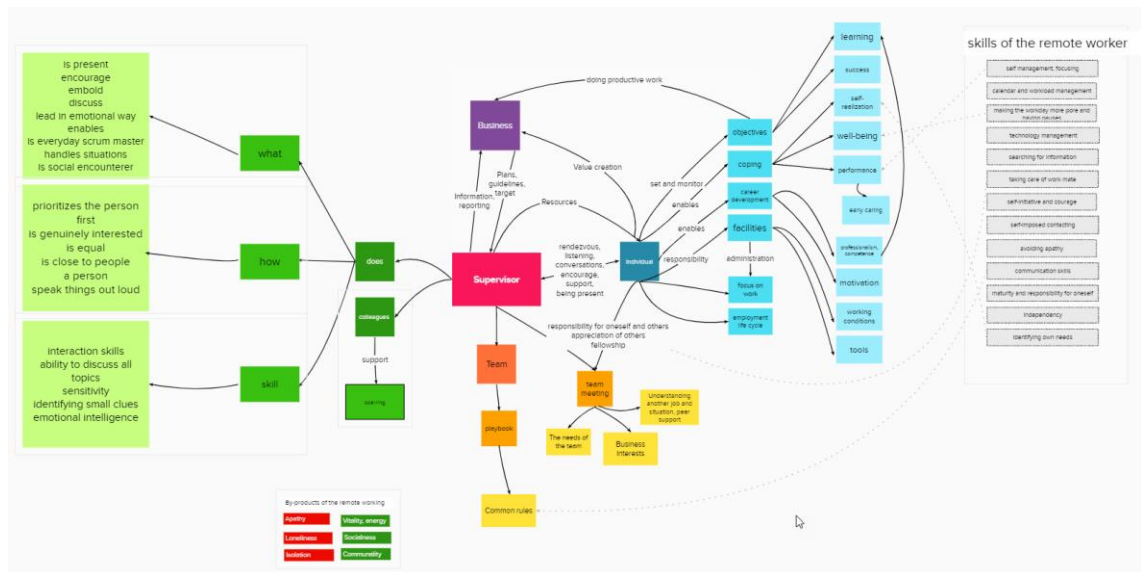 is present
encourage
embold
discuss
lead in emotional way
enables
is everyday scrum master
handles situations
is social encounterer
prioritizes the person
first
is genuinely interested
is equal
is close to people
a person
speak things out loud
interaction skills
ability to discuss all
topics
sensitivity
identifying small clues
emotional intelligence
what
how
skill
does
colleagues
support
By-products of the remote working
Apathy
Vitality, energy
Loneliness
Socialness
Isolation
Communality
Business
doing productive work
Value creation
Information,
reporting
Plans,
guidelines,
target
Resources
Supervisor
rendezvous,
listening,
conversations,
encourage,
support,
being present
Individual
set and monitor
enables
enables
responsibility
responsibility for oneself and others
appreciation of others
fellowship
Team
playbook
Common rules
team
meeting
The needs of
the team
Business
Interests
Understanding
another job and
situation, peer
support
objectives
coping
career
development
facilities
administration
focus on
work
employment
life cycle
learning
success
self-
realization
well-being
performance
early caring
professionalism,
competence
motivation
working
conditions
tools
skills of the remote worker
self management, focusing
calendar and workload management
making the workday more pore and
having pauses
technology management
searching for information
taking care of work mate
self-initiative and courage
self-imposed contacting
avoiding apathy
communication skills
maturity and responsibility for oneself
independency
identifying own needs